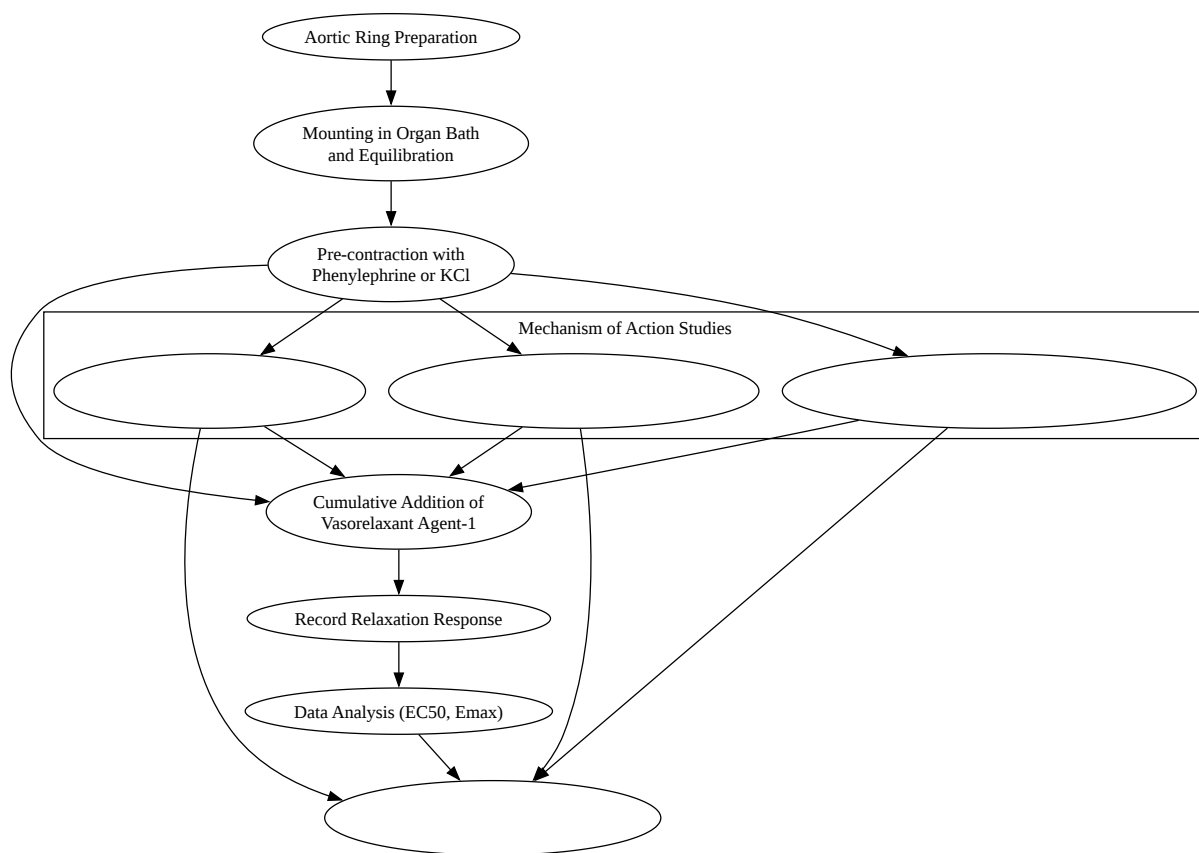 Aortic Ring Preparation
Mounting in Organ Bath
and Equilibration
Pre-contraction with
Phenylephrine or KCl
Mechanism of Action Studies
Cumulative Addition of
Vasorelaxant Agent-1
Record Relaxation Response
Data Analysis (EC50, Emax)